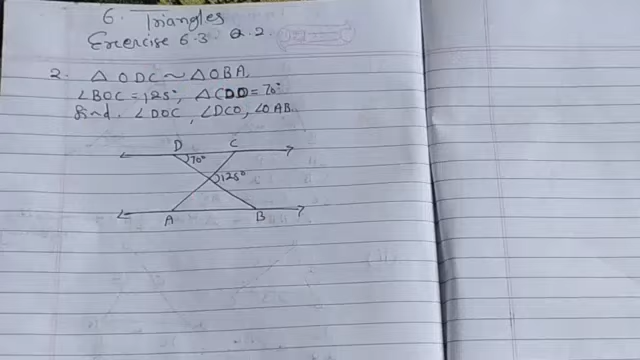 6. Triangles
Exercise 6.3 Q.2.
2. △ ODC ~ △ OBA,
∠BOC = 125°, △CDO = 70°
find. ∠DOC, ∠DCO, ∠OAB.
D C
70°
125°
A B